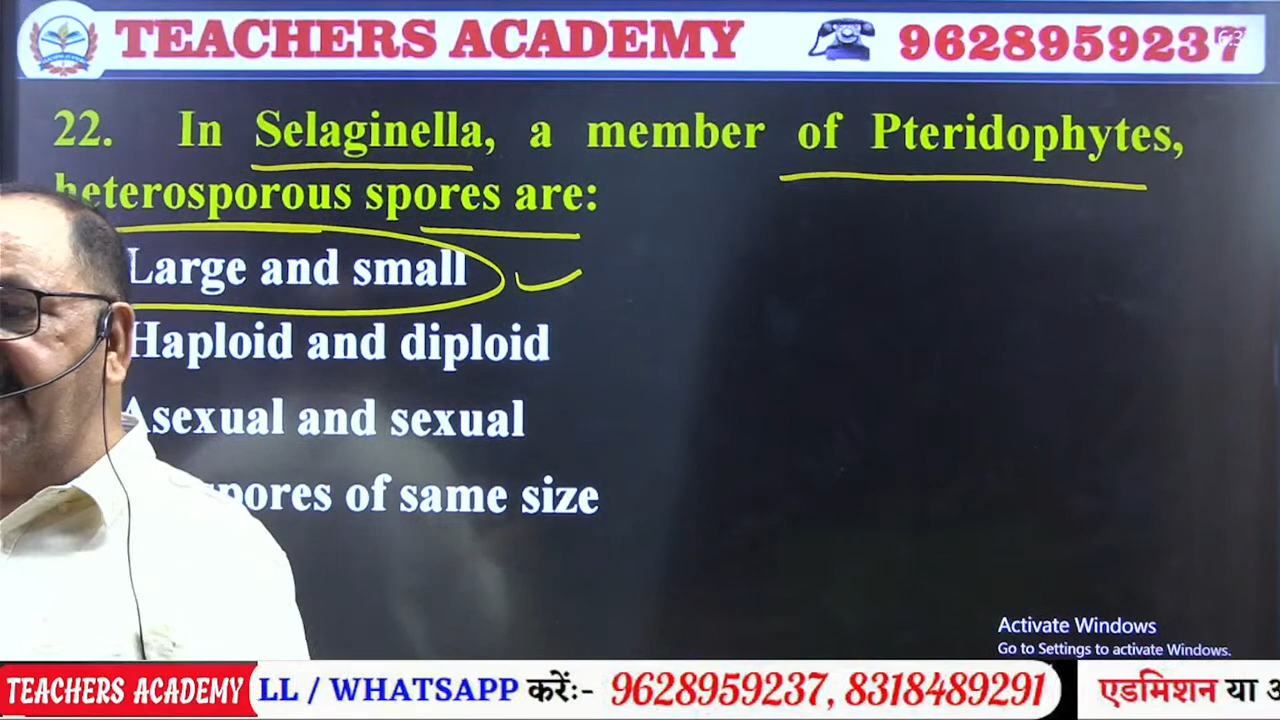 TEACHERS ACADEMY
9628959237
22. In Selaginella, a member of Pteridophytes,
heterosporous spores are:
Large and small
Haploid and diploid
Asexual and sexual
spores of same size
Activate Windows
Go to Settings to activate Windows.
TEACHERS ACADEMY
LL / WHATSAPP करें:- 9628959237, 8318489291
एडमिशन या